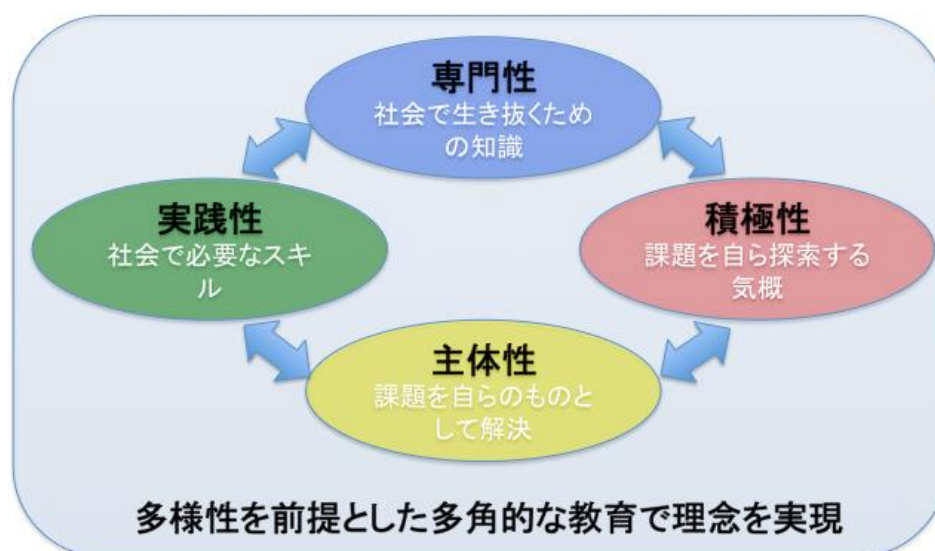 専門性
社会で生き抜くため
の知識
実践性
社会で必要なスキ
ル
積極性
課題を自ら探索する
気概
主体性
課題を自らのものと
して解決
多様性を前提とした多角的な教育で理念を実現